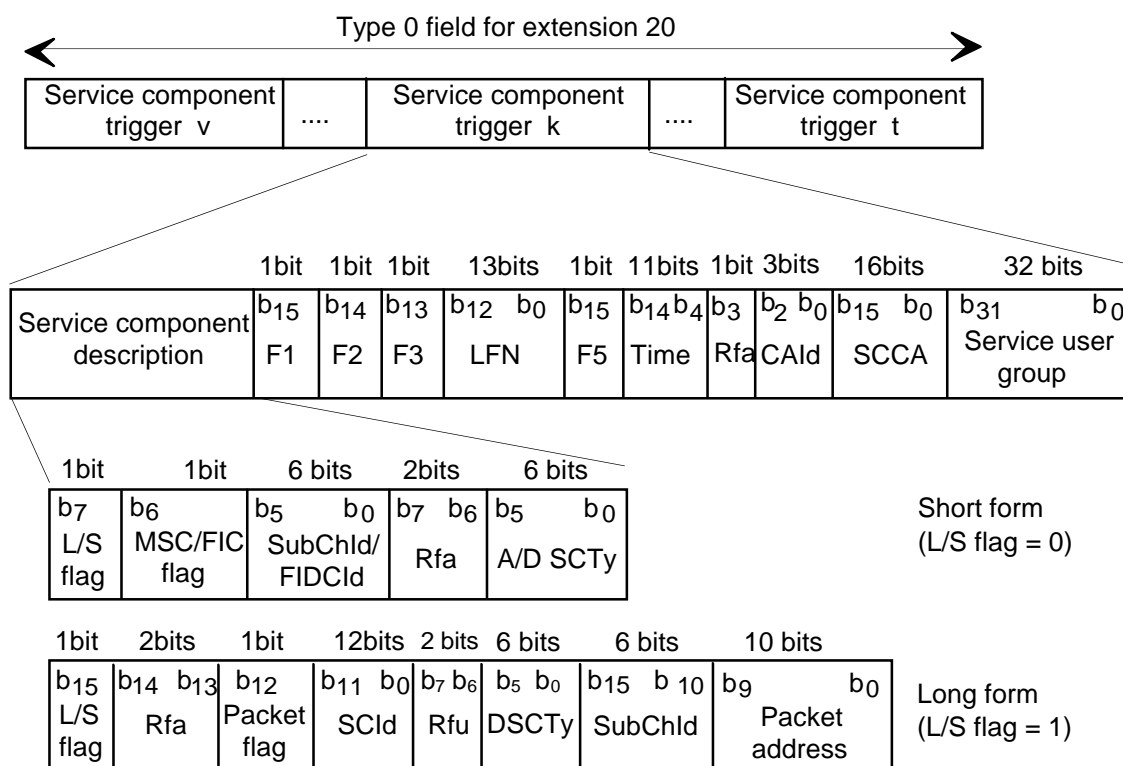 Type 0 field for extension 20
Service component trigger v
....
Service component trigger k
....
Service component trigger t
1bit 1bit 1bit 13bits 1bit 11bits 1bit 3bits 16bits 32 bits
Service component description
b15 b14 b13 b12 b0 b15 b14 b4 b3 b2 b0 b15 b0 b31 b0
F1 F2 F3 LFN F5 Time Rfa CAId SCCA Service user group
1bit 1bit 6 bits 2bits 6 bits
b7 b6 b5 b0 b7 b6 b5 b0
L/S flag MSC/FIC flag SubChId/ FIDCId Rfa A/D SCTy
Short form
(L/S flag = 0)
1bit 2bits 1bit 12bits 2 bits 6 bits 6 bits 10 bits
b15 b14 b13 b12 b11 b0 b7 b6 b5 b0 b15 b 10 b9 b0
L/S flag Rfa Packet flag SCId Rfu DSCTy SubChId Packet address
Long form
(L/S flag = 1)